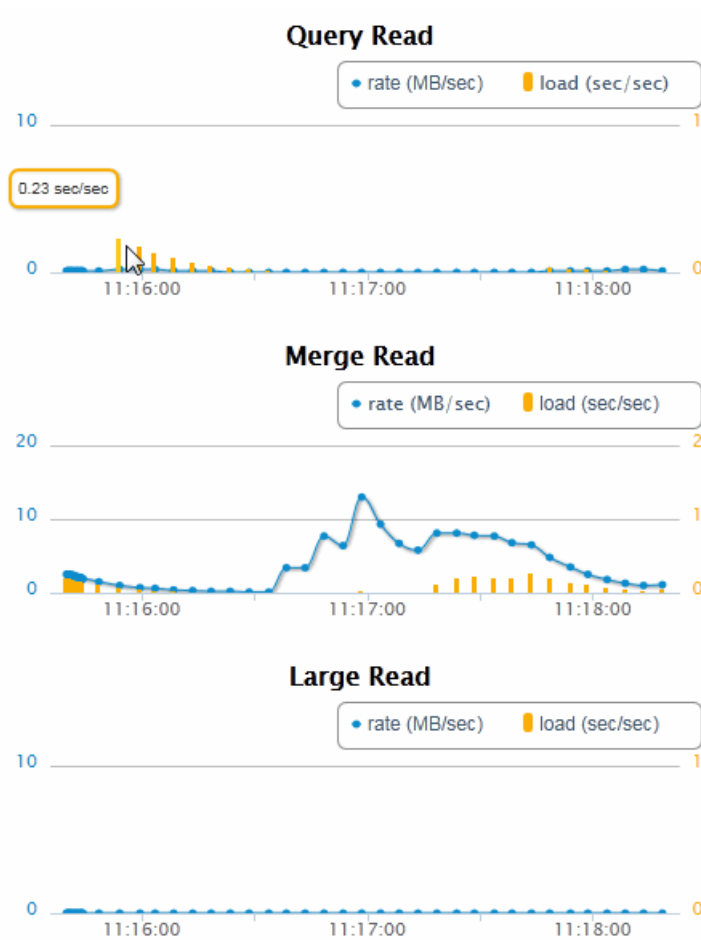 Query Read
rate (MB/sec) load (sec/sec)
10 1
0.23 sec/sec
0 0
11:16:00 11:17:00 11:18:00
Merge Read
rate (MB/sec) load (sec/sec)
20 2
10 1
0 0
11:16:00 11:17:00 11:18:00
Large Read
rate (MB/sec) load (sec/sec)
10 1
0 0
11:16:00 11:17:00 11:18:00